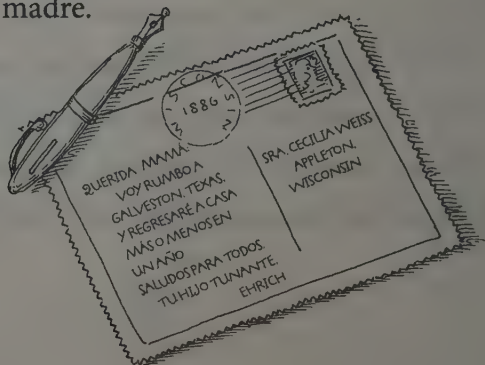 madre.
WISCONSIN
1886
QUERIDA MAMÁ
VOY RUMBO A
GALVESTON, TEXAS,
Y REGRESARÉ A CASA
MÁS O MENOS EN
UN AÑO
SALUDOS PARA TODOS.
TU HIJO TUNANTE,
EHRICH
SRA. CECILIA WEISS
APPLETON,
WISCONSIN